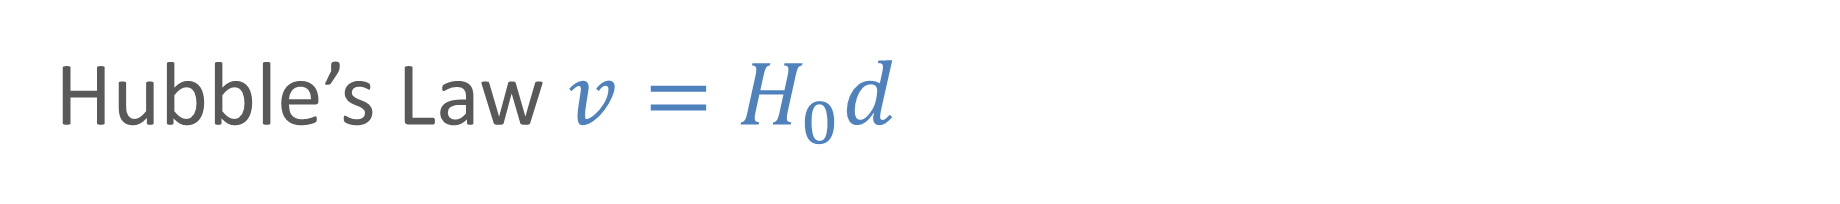 Hubble’s Law v = H₀d